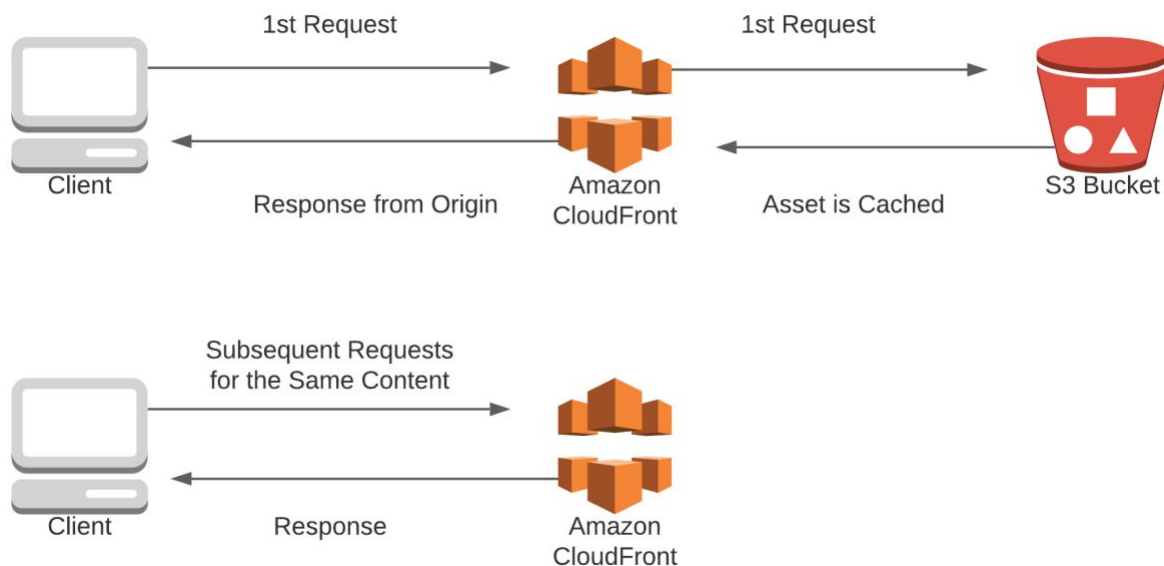 1st Request
1st Request
Client
Response from Origin
Amazon
CloudFront
Asset is Cached
S3 Bucket
Subsequent Requests
for the Same Content
Client
Response
Amazon
CloudFront